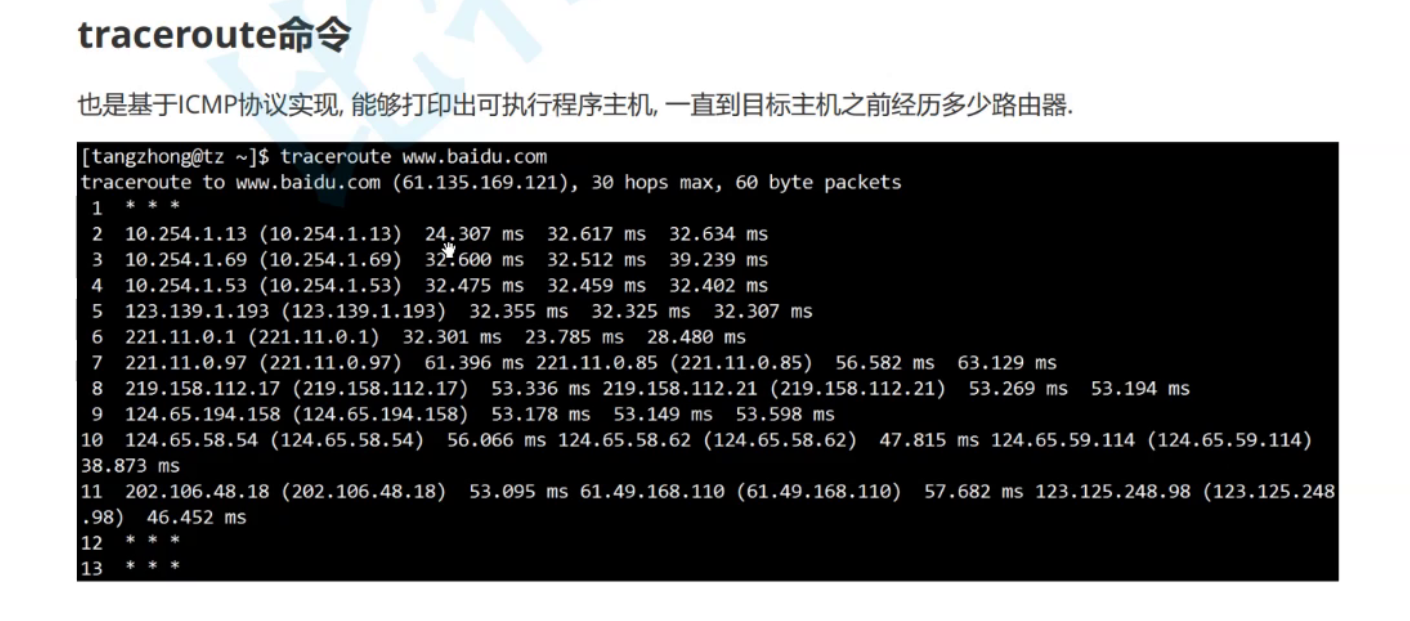 traceroute命令
也是基于ICMP协议实现, 能够打印出可执行程序主机, 一直到目标主机之前经历多少路由器.
[tangzhong@tz ~]$ traceroute www.baidu.com
traceroute to www.baidu.com (61.135.169.121), 30 hops max, 60 byte packets
 1  * * *
 2  10.254.1.13 (10.254.1.13)  24.307 ms  32.617 ms  32.634 ms
 3  10.254.1.69 (10.254.1.69)  32.600 ms  32.512 ms  39.239 ms
 4  10.254.1.53 (10.254.1.53)  32.475 ms  32.459 ms  32.402 ms
 5  123.139.1.193 (123.139.1.193)  32.355 ms  32.325 ms  32.307 ms
 6  221.11.0.1 (221.11.0.1)  32.301 ms  23.785 ms  28.480 ms
 7  221.11.0.97 (221.11.0.97)  61.396 ms 221.11.0.85 (221.11.0.85)  56.582 ms  63.129 ms
 8  219.158.112.17 (219.158.112.17)  53.336 ms 219.158.112.21 (219.158.112.21)  53.269 ms  53.194 ms
 9  124.65.194.158 (124.65.194.158)  53.178 ms  53.149 ms  53.598 ms
10  124.65.58.54 (124.65.58.54)  56.066 ms 124.65.58.62 (124.65.58.62)  47.815 ms 124.65.59.114 (124.65.59.114)
38.873 ms
11  202.106.48.18 (202.106.48.18)  53.095 ms 61.49.168.110 (61.49.168.110)  57.682 ms 123.125.248.98 (123.125.248
.98)  46.452 ms
12  * * *
13  * * *